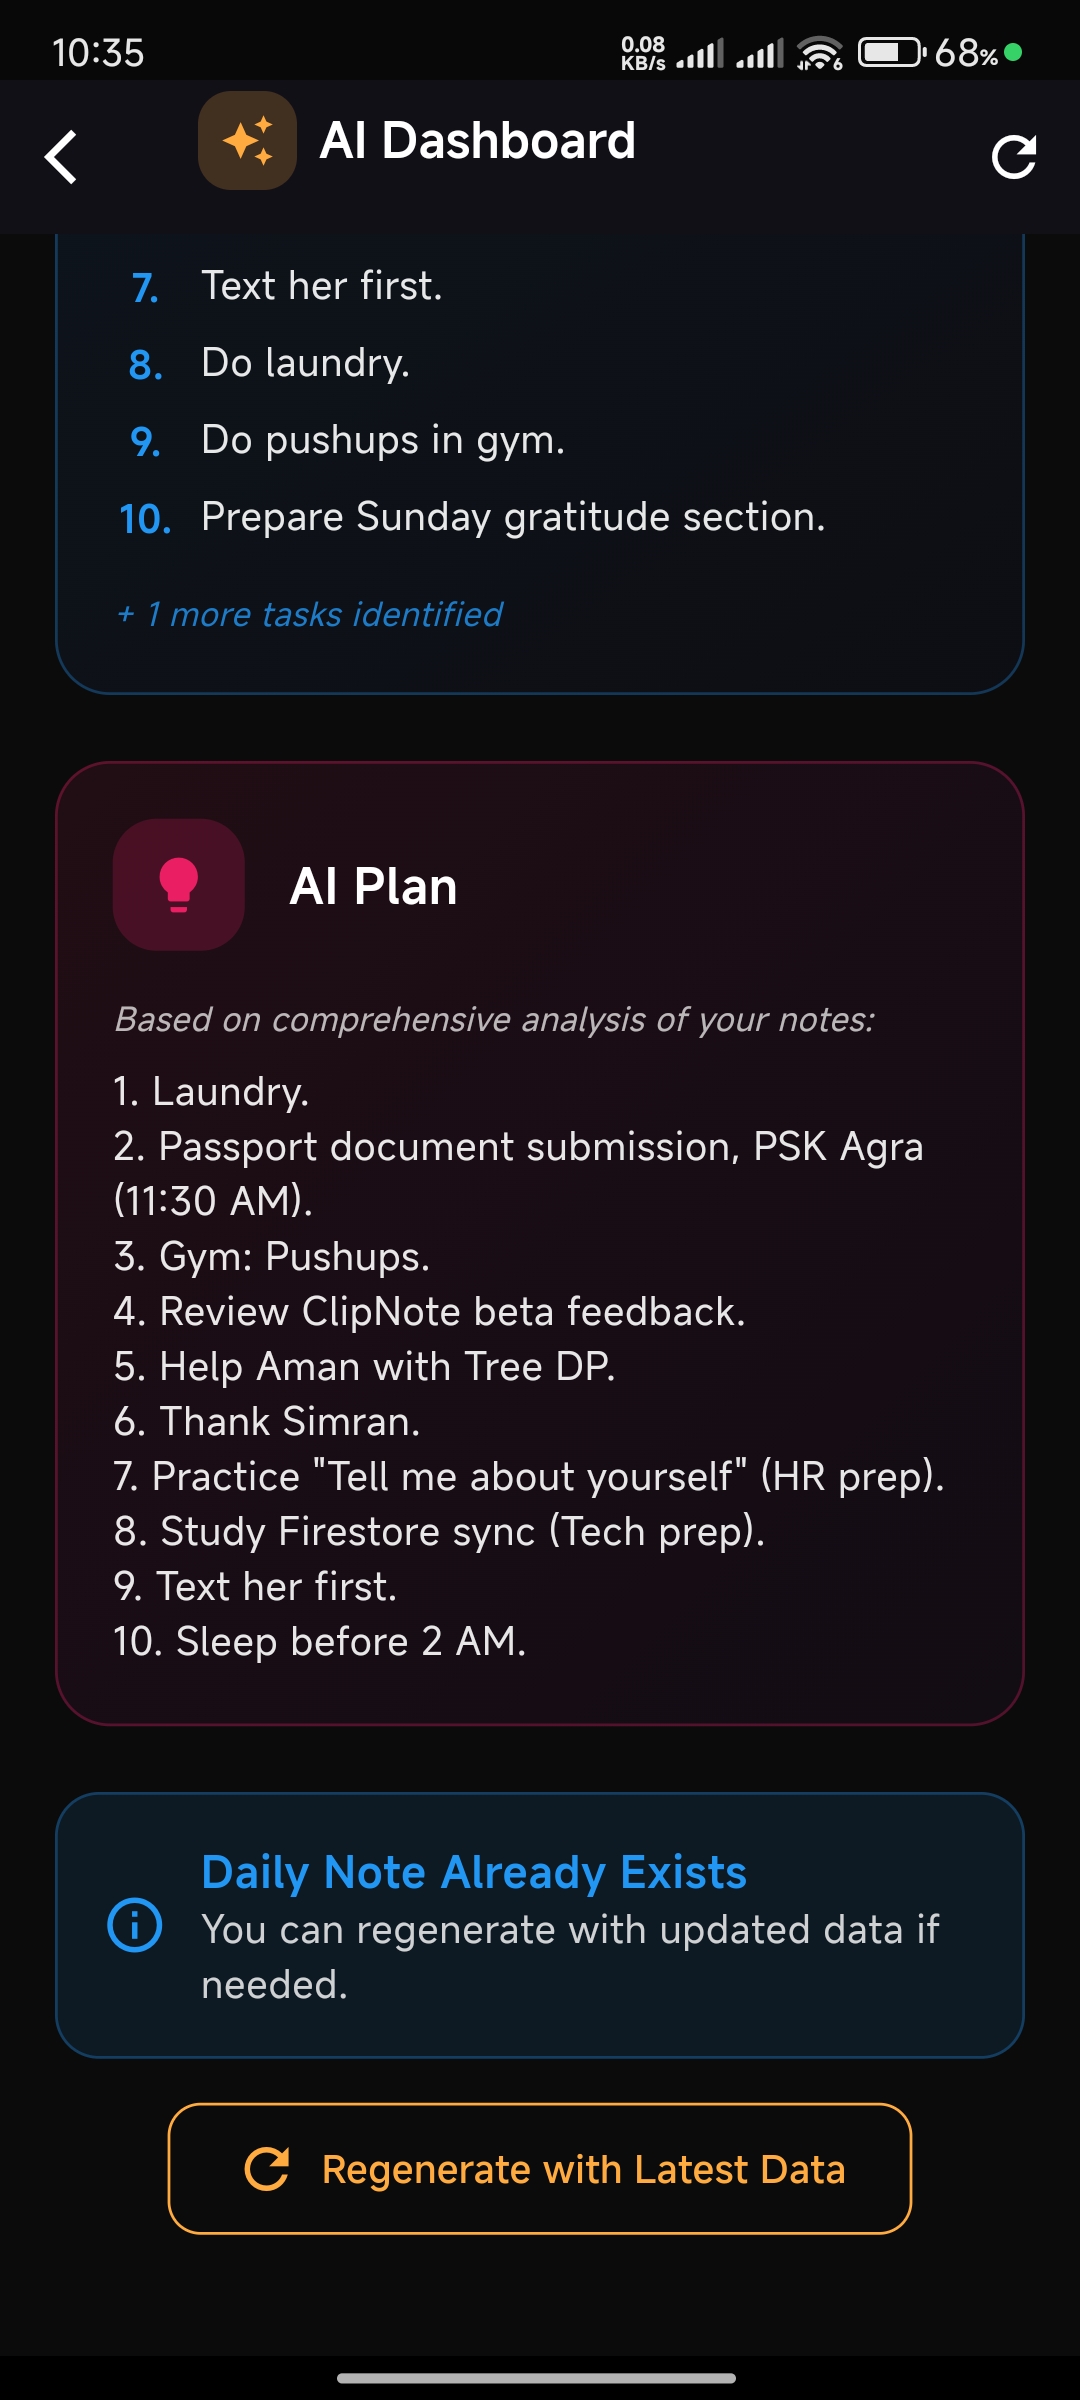 10:35
0.08
KB/s
6
68%
AI Dashboard
7. Text her first.
8. Do laundry.
9. Do pushups in gym.
10. Prepare Sunday gratitude section.
+ 1 more tasks identified
AI Plan
Based on comprehensive analysis of your notes:
1. Laundry.
2. Passport document submission, PSK Agra
(11:30 AM).
3. Gym: Pushups.
4. Review ClipNote beta feedback.
5. Help Aman with Tree DP.
6. Thank Simran.
7. Practice "Tell me about yourself" (HR prep).
8. Study Firestore sync (Tech prep).
9. Text her first.
10. Sleep before 2 AM.
Daily Note Already Exists
You can regenerate with updated data if
needed.
Regenerate with Latest Data